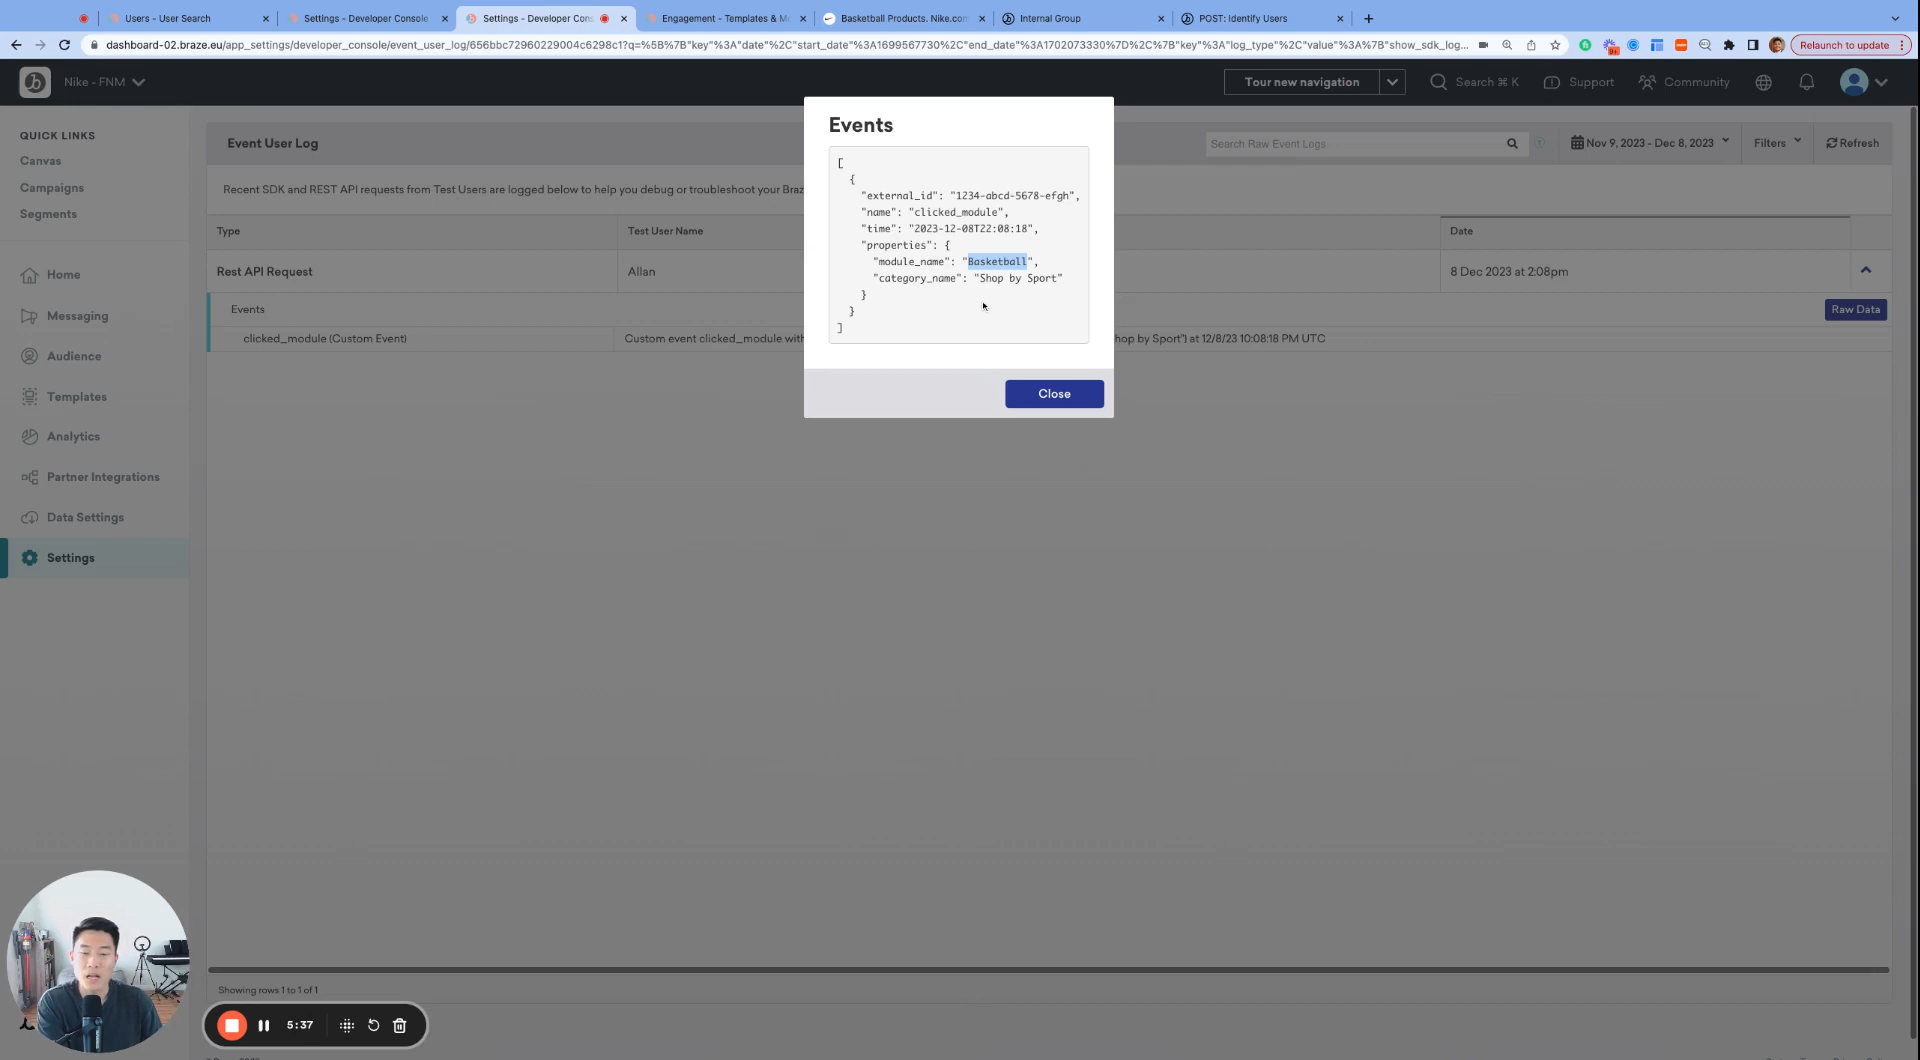 Users - User Search
Settings - Developer Console
Settings - Developer Cons
Engagement - Templates & M
Basketball Products. Nike.com
Internal Group
POST: Identify Users
dashboard-02.braze.eu/app_settings/developer_console/event_user_log/656bbc72960229004c6298c1?q=%5B%7B"key"%3A"date"%2C"start_date"%3A1699567730%2C"end_date"%3A1702073330%7D%2C%7B"key"%3A"log_type"%2C"value"%3A%7B"show_sdk_log...
9+
Relaunch to update
Nike - FNM
Tour new navigation
Search ⌘ K
Support
Community
QUICK LINKS
Canvas
Campaigns
Segments
Home
Messaging
Audience
Templates
Analytics
Partner Integrations
Data Settings
Settings
Event User Log
Search Raw Event Logs
Nov 9, 2023 - Dec 8, 2023
Filters
Refresh
Recent SDK and REST API requests from Test Users are logged below to help you debug or troubleshoot your Braz
Type
Test User Name
Date
Rest API Request
Allan
8 Dec 2023 at 2:08pm
Events
Raw Data
clicked_module (Custom Event)
Custom event clicked_module with
hop by Sport") at 12/8/23 10:08:18 PM UTC
Events
[
{
"external_id": "1234-abcd-5678-efgh",
"name": "clicked_module",
"time": "2023-12-08T22:08:18",
"properties": {
"module_name": "Basketball",
"category_name": "Shop by Sport"
}
}
]
Close
Showing rows 1 to 1 of 1
5:37